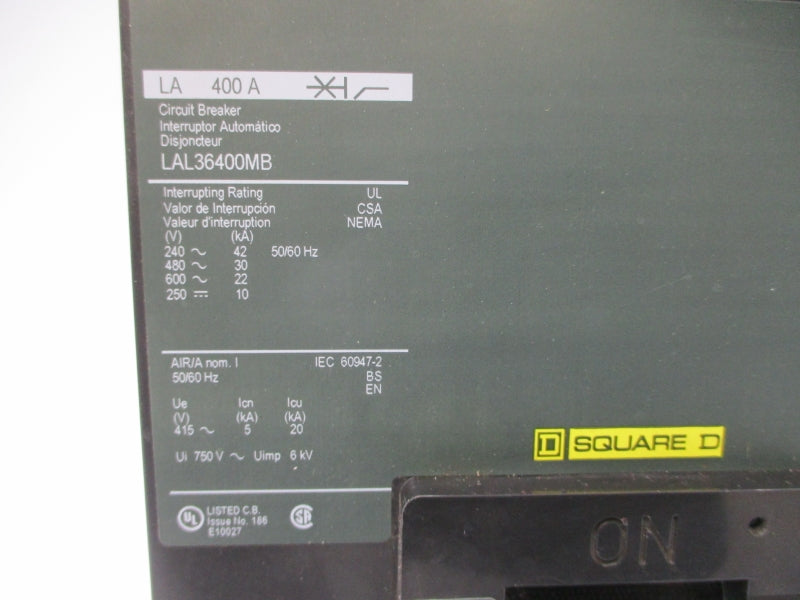 LA 400 A
Circuit Breaker
Interruptor Automático
Disjoncteur
LAL36400MB
Interrupting Rating UL
Valor de Interrupción CSA
Valeur d'interruption NEMA
(V) (kA)
240 ~ 42 50/60 Hz
480 ~ 30
600 ~ 22
250 ⎓ 10
AIR/A nom. I IEC 60947-2
50/60 Hz BS
EN
Ue Icn Icu
(V) (kA) (kA)
415 ~ 5 20
Ui 750 V ~ Uimp 6 kV
UL LISTED C.B.
Issue No. 186
E10027
SA
D SQUARE D
ON